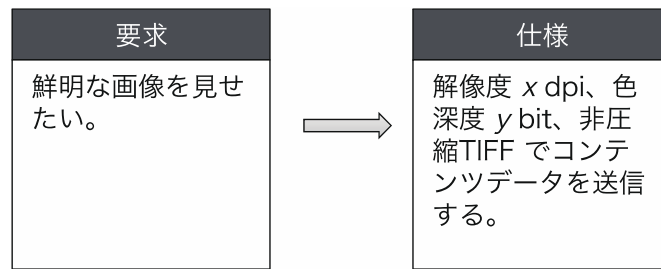 要求
鮮明な画像を見せ
たい。
仕様
解像度 x dpi、色
深度 y bit、非圧
縮TIFF でコンテ
ンツデータを送信
する。